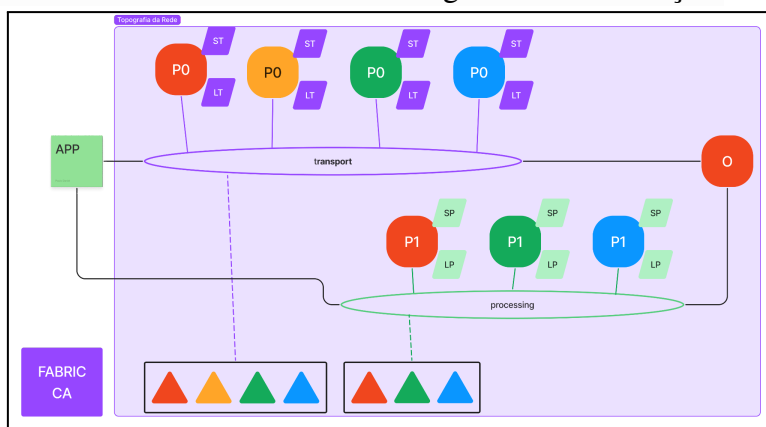 Topografia da Rede
ST
ST
ST
ST
P0
P0
P0
P0
LT
LT
LT
LT
APP
transport
O
SP
SP
SP
P1
P1
P1
LP
LP
LP
processing
FABRIC
CA